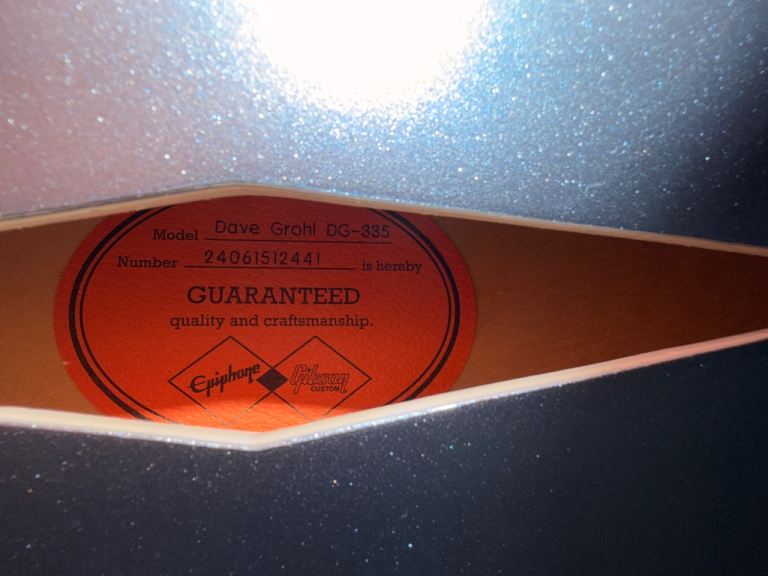 Model Dave Grohl DG-335
Number 24061512441 is hereby
GUARANTEED
quality and craftsmanship.
Epiphone Gibson
CUSTOM